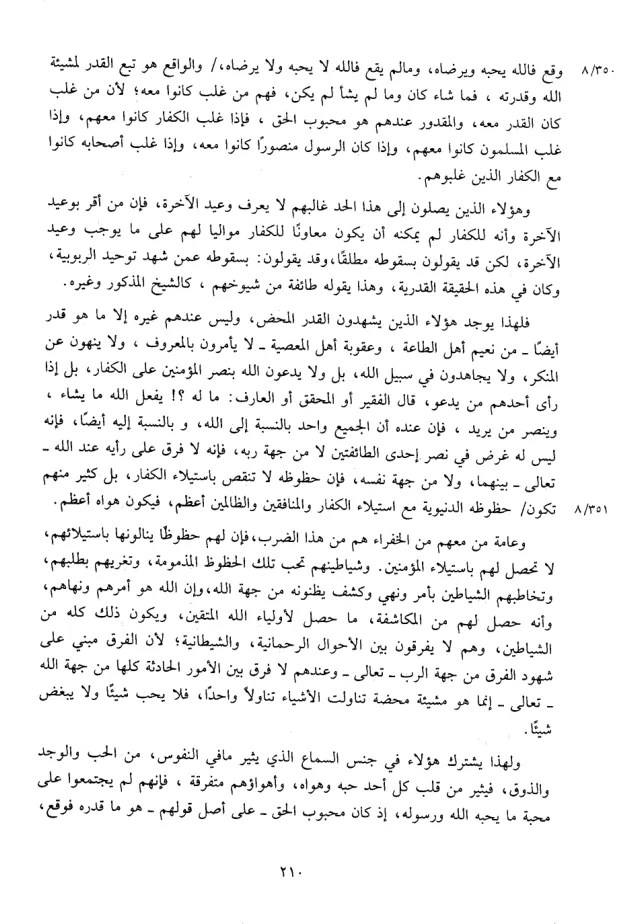 ٨/٣٥٠ وقع فالله يحبه ويرضاه، ومالم يقع فالله لا يحبه ولا يرضاه،/ والواقع هو تبع القدر لمشيئة
الله وقدرته ، فما شاء كان وما لم يشأ لم يكن، فهم من غلب كانوا معه؛ لأن من غلب
كان القدر معه، والمقدور عندهم هو محبوب الحق ، فإذا غلب الكفار كانوا معهم، وإذا
غلب المسلمون كانوا معهم، وإذا كان الرسول منصورًا كانوا معه، وإذا غلب أصحابه كانوا
مع الكفار الذين غلبوهم.
وهؤلاء الذين يصلون إلى هذا الحد غالبهم لا يعرف وعيد الآخرة، فإن من أقر بوعيد
الآخرة وأنه للكفار لم يمكنه أن يكون معاونًا للكفار مواليا لهم على ما يوجب وعيد
الآخرة، لكن قد يقولون بسقوطه مطلقًا،وقد يقولون: بسقوطه عمن شهد توحيد الربوبية،
وكان في هذه الحقيقة القدرية، وهذا يقوله طائفة من شيوخهم ، كالشيخ المذكور وغيره.
فلهذا يوجد هؤلاء الذين يشهدون القدر المحض، وليس عندهم غيره إلا ما هو قدر
أيضًا ـ من نعيم أهل الطاعة ، وعقوبة أهل المعصية ـ لا يأمرون بالمعروف ، ولا ينهون عن
المنكر، ولا يجاهدون في سبيل الله، بل ولا يدعون الله بنصر المؤمنين على الكفار، بل إذا
رأى أحدهم من يدعو، قال الفقير أو المحقق أو العارف: ما له ؟! يفعل الله ما يشاء ،
وينصر من يريد ، فإن عنده أن الجميع واحد بالنسبة إلى الله، و بالنسبة إليه أيضًا، فإنه
ليس له غرض في نصر إحدى الطائفتين لا من جهة ربه، فإنه لا فرق على رأيه عند الله ـ
تعالى ـ بينهما، ولا من جهة نفسه، فإن حظوظه لا تنقص باستيلاء الكفار، بل كثير منهم
٨/٣٥١ تكون/ حظوظه الدنيوية مع استيلاء الكفار والمنافقين والظالمين أعظم، فيكون هواه أعظم.
وعامة من معهم من الخفراء هم من هذا الضرب، فإن لهم حظوظًا ينالونها باستيلائهم،
لا تحصل لهم باستيلاء المؤمنين. وشياطينهم تحب تلك الحظوظ المذمومة، وتغريهم بطلبهم،
وتخاطبهم الشياطين بأمر ونهي وكشف يظنونه من جهة الله،وإن الله هو أمرهم ونهاهم،
وأنه حصل لهم من المكاشفة، ما حصل لأولياء الله المتقين، ويكون ذلك كله من
الشياطين، وهم لا يفرقون بين الأحوال الرحمانية، والشيطانية؛ لأن الفرق مبني على
شهود الفرق من جهة الرب ـ تعالى ـ وعندهم لا فرق بين الأمور الحادثة كلها من جهة الله
ـ تعالى ـ إنما هو مشيئة محضة تناولت الأشياء تناولاً واحدًا، فلا يحب شيئًا ولا يبغض
شيئًا.
ولهذا يشترك هؤلاء في جنس السماع الذي يثير مافي النفوس، من الحب والوجد
والذوق، فيثير من قلب كل أحد حبه وهواه، وأهواؤهم متفرقة ، فإنهم لم يجتمعوا على
محبة ما يحبه الله ورسوله، إذ كان محبوب الحق ـ على أصل قولهم ـ هو ما قدره فوقع،
٢١٠